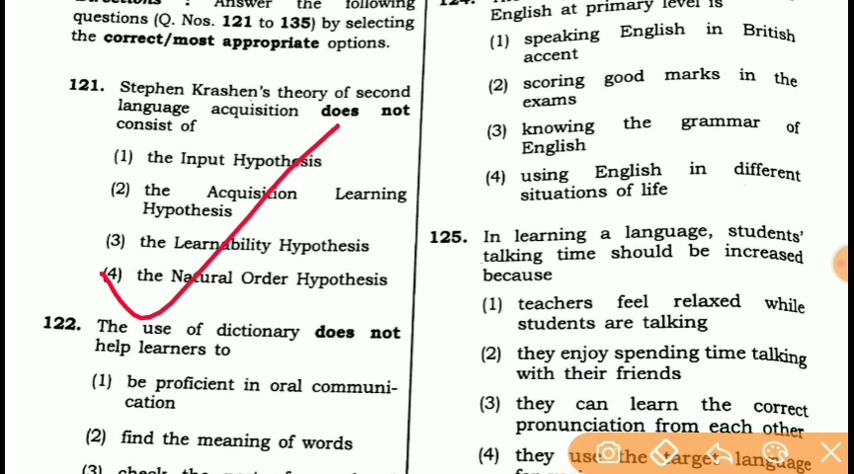 Answer the following
questions (Q. Nos. 121 to 135) by selecting
the correct/most appropriate options.
121. Stephen Krashen's theory of second
language acquisition does not
consist of
(1) the Input Hypothesis
(2) the Acquisition Learning
Hypothesis
(3) the Learnability Hypothesis
(4) the Natural Order Hypothesis
122. The use of dictionary does not
help learners to
(1) be proficient in oral communi-
cation
(2) find the meaning of words
(3) check the
English at primary level is
(1) speaking English in British
accent
(2) scoring good marks in the
exams
(3) knowing the grammar of
English
(4) using English in different
situations of life
125. In learning a language, students'
talking time should be increased
because
(1) teachers feel relaxed while
students are talking
(2) they enjoy spending time talking
with their friends
(3) they can learn the correct
pronunciation from each other
(4) they use the target language